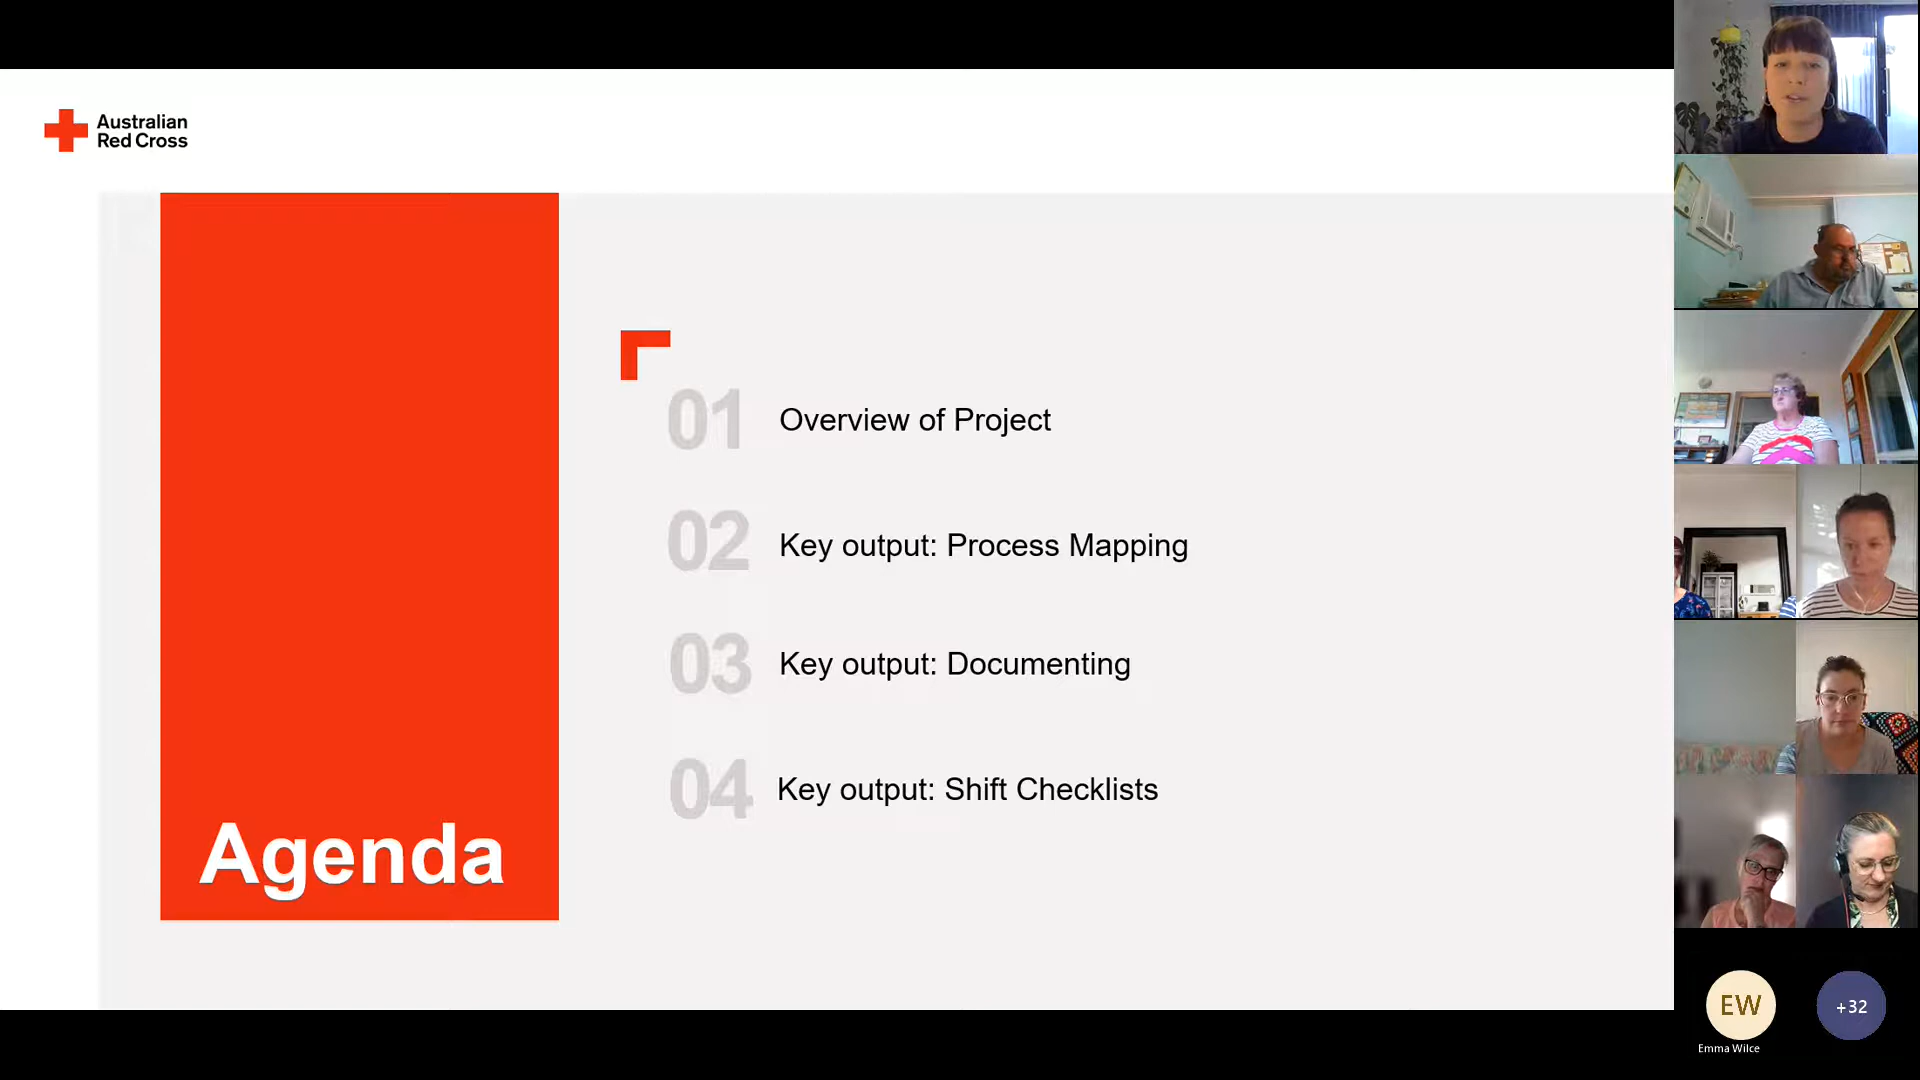 Australian
Red Cross
Agenda
01 Overview of Project
02 Key output: Process Mapping
03 Key output: Documenting
04 Key output: Shift Checklists
EW
Emma Wilce
+32